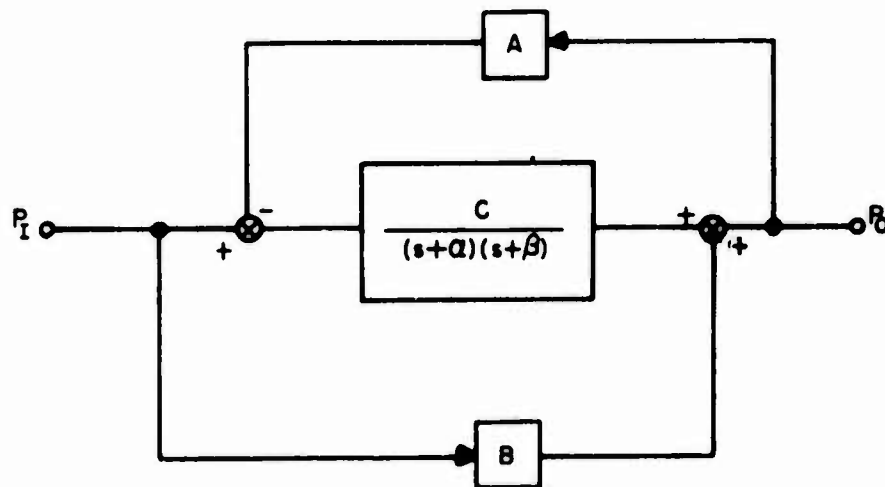 A
P_I
+
-
C
(s+α)(s+β)
+
+
P_O
B